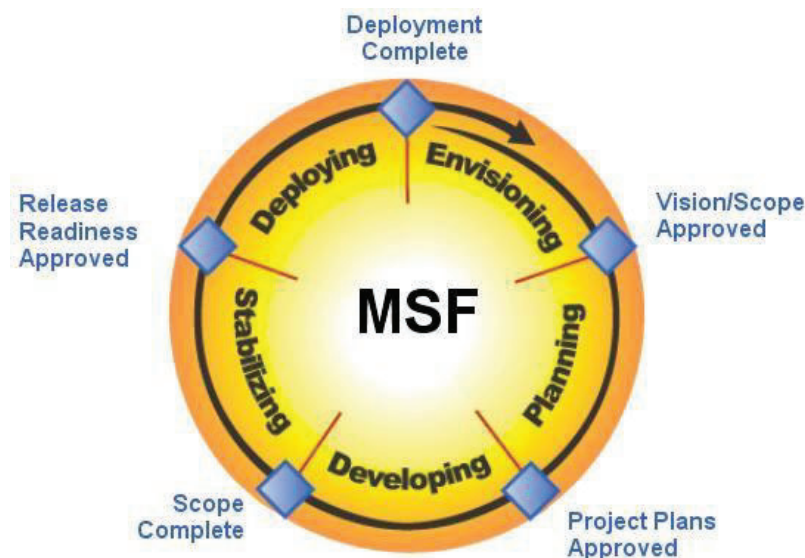 Deployment
Complete
Envisioning
Vision/Scope
Approved
Planning
Project Plans
Approved
Developing
Scope
Complete
Stabilizing
Release
Readiness
Approved
Deploying
MSF